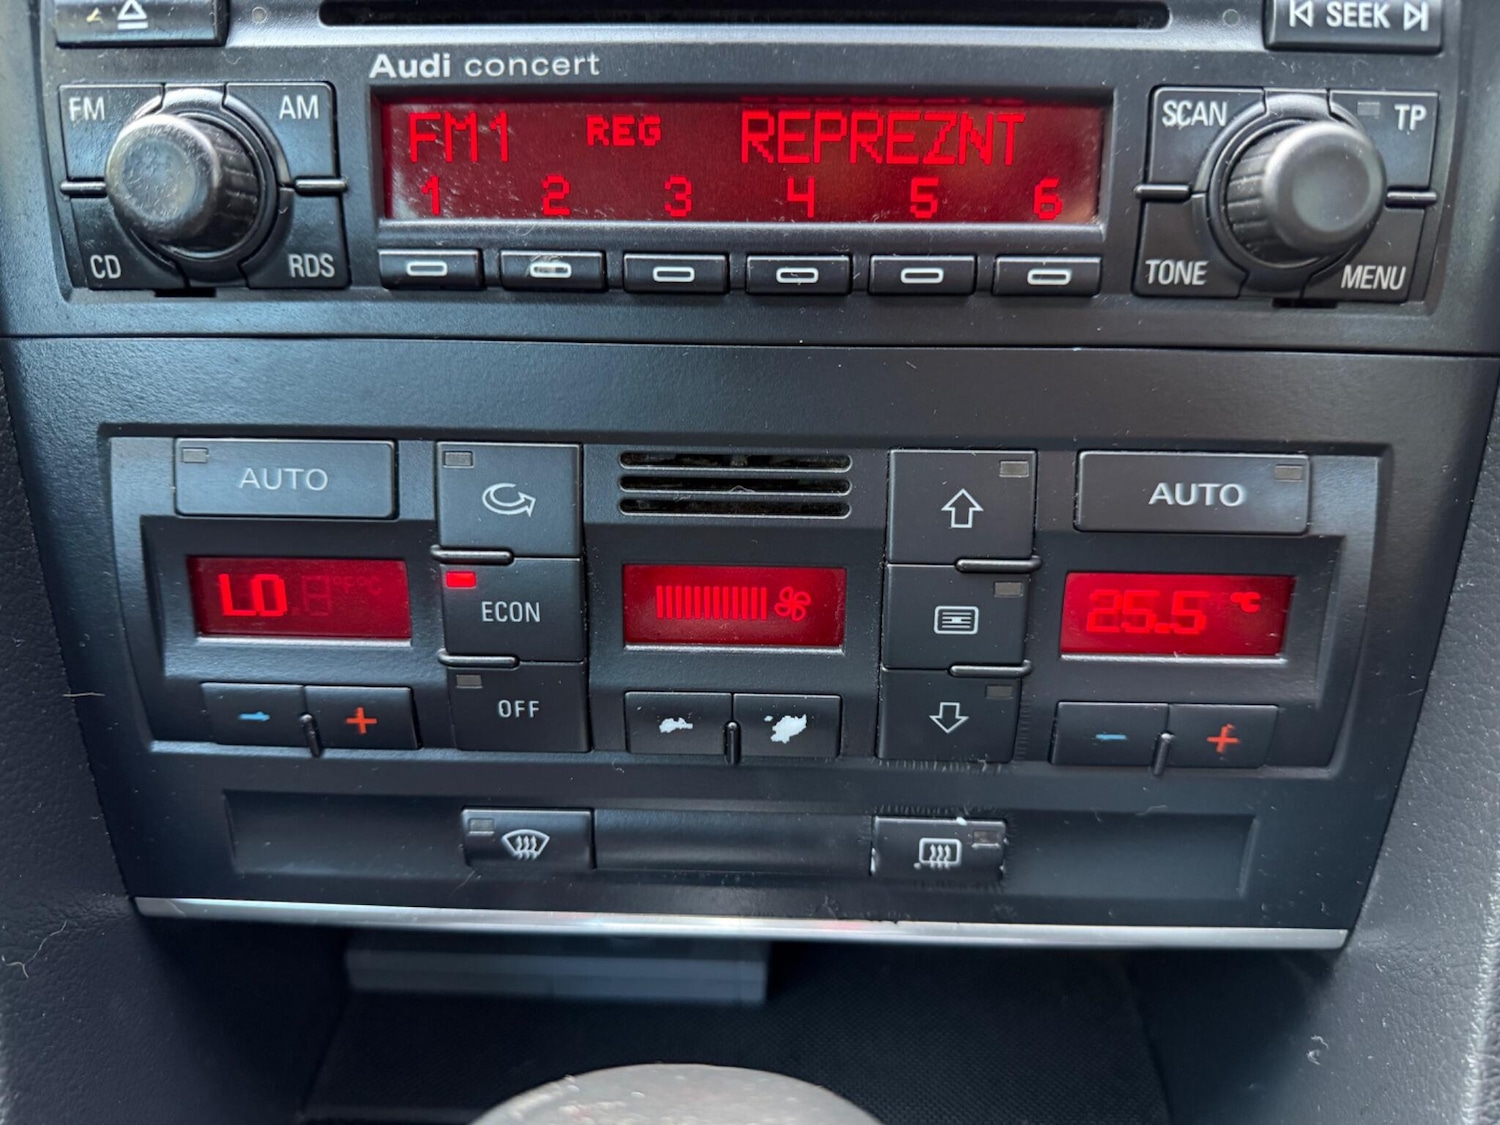 SEEK
Audi concert
FM
AM
FM1 REG REPREZNT
1 2 3 4 5 6
SCAN
TP
CD
RDS
TONE
MENU
AUTO
AUTO
LO
ECON
25.5 °C
OFF
- +
- +